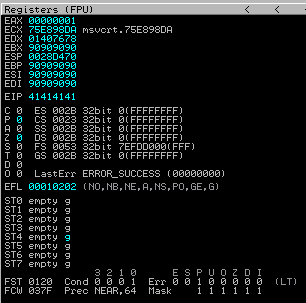 Registers (FPU) < <
EAX 00000001
ECX 75E898DA msvcrt.75E898DA
EDX 01407678
EBX 90909090
ESP 0028D470
EBP 90909090
ESI 90909090
EDI 90909090
EIP 41414141
C 0 ES 002B 32bit 0(FFFFFFFF)
P 0 CS 0023 32bit 0(FFFFFFFF)
A 0 SS 002B 32bit 0(FFFFFFFF)
Z 0 DS 002B 32bit 0(FFFFFFFF)
S 0 FS 0053 32bit 7EFDD000(FFF)
T 0 GS 002B 32bit 0(FFFFFFFF)
D 0
O 0 LastErr ERROR_SUCCESS (00000000)
EFL 00010202 (NO,NB,NE,A,NS,PO,GE,G)
ST0 empty g
ST1 empty g
ST2 empty g
ST3 empty g
ST4 empty g
ST5 empty g
ST6 empty g
ST7 empty g
3 2 1 0 E S P U O Z D I
FST 0120 Cond 0 0 0 1 Err 0 0 1 0 0 0 0 0 (LT)
FCW 037F Prec NEAR,64 Mask 1 1 1 1 1 1